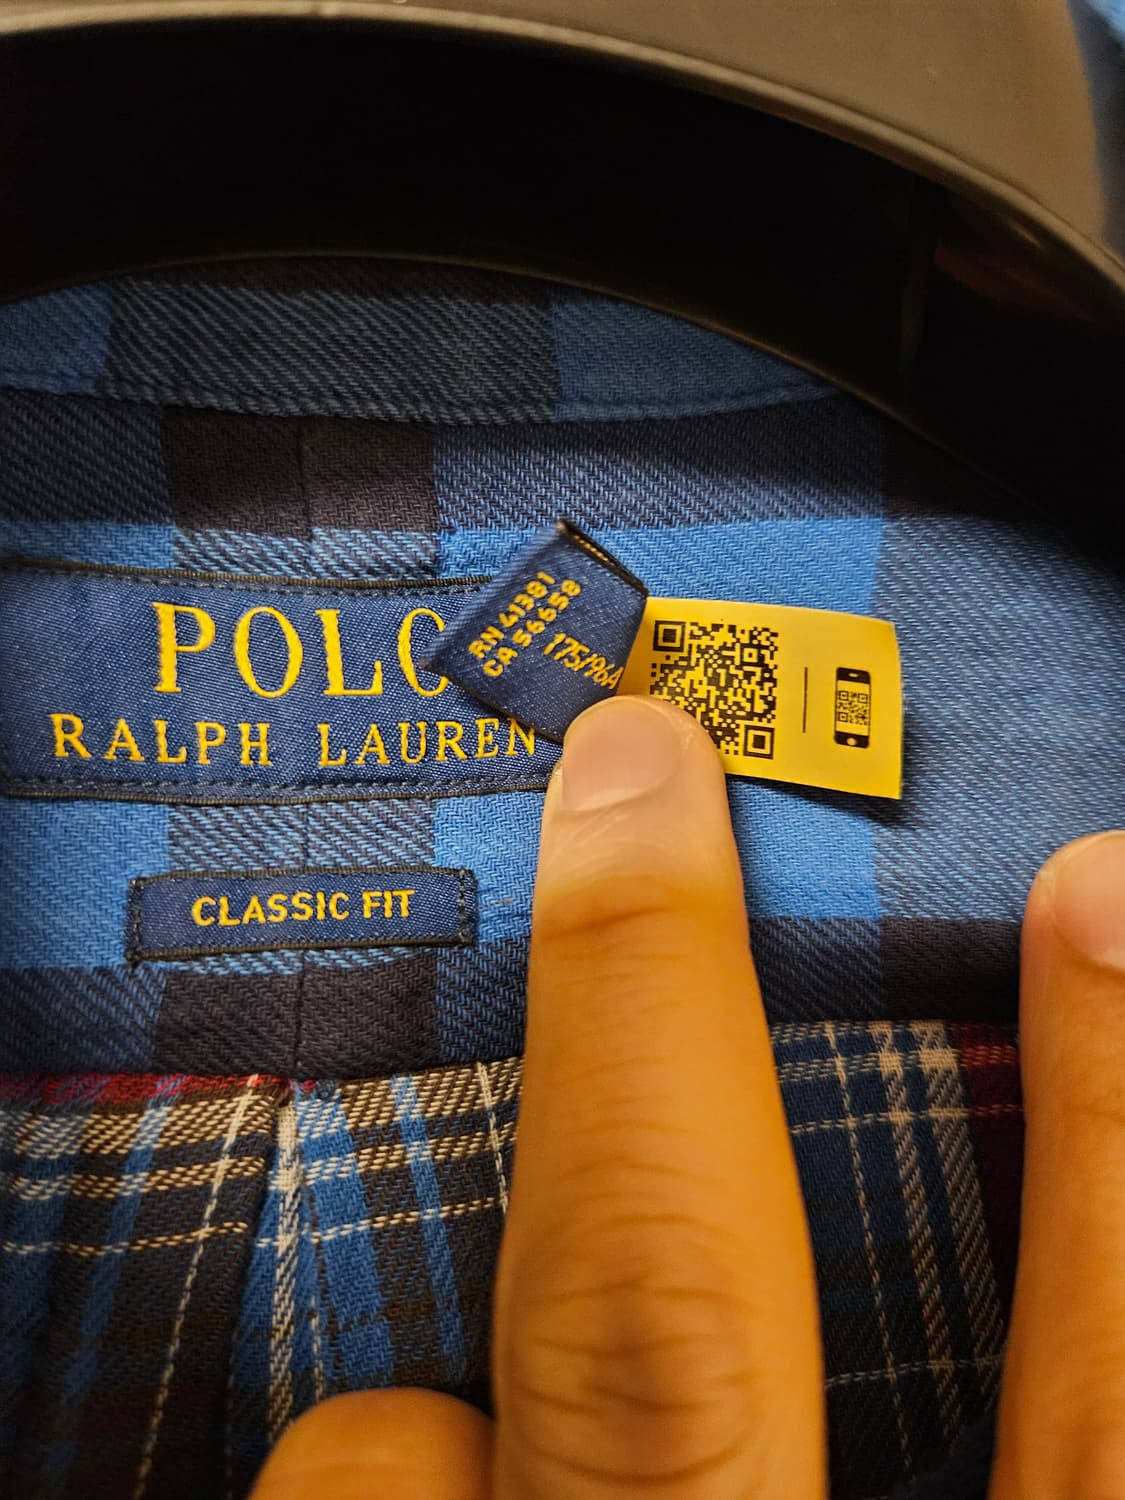 POLO
RALPH LAUREN
RN 41381
CA 56658
175/96A
CLASSIC FIT